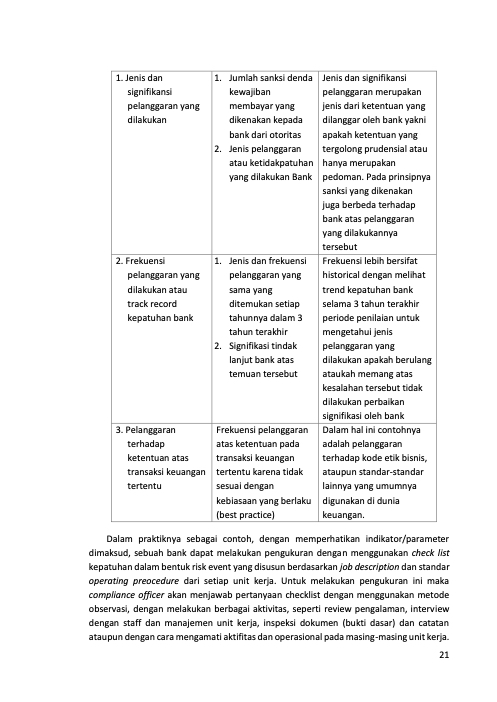 1. Jenis dan
signifikansi
pelanggaran yang
dilakukan
1. Jumlah sanksi denda
kewajiban
membayar yang
dikenakan kepada
bank dari otoritas
2. Jenis pelanggaran
atau ketidakpatuhan
yang dilakukan Bank
Jenis dan signifikansi
pelanggaran merupakan
jenis dari ketentuan yang
dilanggar oleh bank yakni
apakah ketentuan yang
tergolong prudensial atau
hanya merupakan
pedoman. Pada prinsipnya
sanksi yang dikenakan
juga berbeda terhadap
bank atas pelanggaran
yang dilakukannya
tersebut
2. Frekuensi
pelanggaran yang
dilakukan atau
track record
kepatuhan bank
1. Jenis dan frekuensi
pelanggaran yang
sama yang
ditemukan setiap
tahunnya dalam 3
tahun terakhir
2. Signifikasi tindak
lanjut bank atas
temuan tersebut
Frekuensi lebih bersifat
historical dengan melihat
trend kepatuhan bank
selama 3 tahun terakhir
periode penilaian untuk
mengetahui jenis
pelanggaran yang
dilakukan apakah berulang
ataukah memang atas
kesalahan tersebut tidak
dilakukan perbaikan
signifikasi oleh bank
3. Pelanggaran
terhadap
ketentuan atas
transaksi keuangan
tertentu
Frekuensi pelanggaran
atas ketentuan pada
transaksi keuangan
tertentu karena tidak
sesuai dengan
kebiasaan yang berlaku
(best practice)
Dalam hal ini contohnya
adalah pelanggaran
terhadap kode etik bisnis,
ataupun standar-standar
lainnya yang umumnya
digunakan di dunia
keuangan.
Dalam praktiknya sebagai contoh, dengan memperhatikan indikator/parameter
dimaksud, sebuah bank dapat melakukan pengukuran dengan menggunakan check list
kepatuhan dalam bentuk risk event yang disusun berdasarkan job description dan standar
operating preocedure dari setiap unit kerja. Untuk melakukan pengukuran ini maka
compliance officer akan menjawab pertanyaan checklist dengan menggunakan metode
observasi, dengan melakukan berbagai aktivitas, seperti review pengalaman, interview
dengan staff dan manajemen unit kerja, inspeksi dokumen (bukti dasar) dan catatan
ataupun dengan cara mengamati aktifitas dan operasional pada masing-masing unit kerja.
21